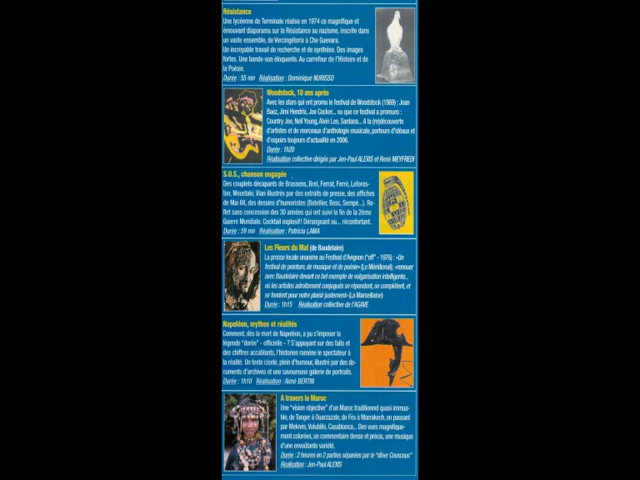 Résistance
Une lycéenne de Terminale réalise en 1974 ce magnifique et
émouvant diaporama sur la Résistance au nazisme, inscrite dans
un vaste ensemble, de Vercingétorix à Che Guevara.
Un incroyable travail de recherche et de synthèse. Des images
fortes. Une bande-son éloquente. Au carrefour de l'Histoire et de
la Poésie.
Durée : 55 mn Réalisation : Dominique NURISSO
Woodstock, 10 ans après
Avec les stars qui ont promu le festival de Woodstock (1969) : Joan
Baez, Jimi Hendrix, Joe Cocker... ou que ce festival a promues :
Country Joe, Neil Young, Alvin Lee, Santana... A la (re)découverte
d'artistes et de morceaux d'anthologie musicale, porteurs d'idéaux et
d'espoirs toujours d'actualité en 2006.
Durée : 1h20
Réalisation collective dirigée par Jen-Paul ALEXIS et René MEYFREDI
S.O.S., chanson engagée
Des couplets décapants de Brassens, Brel, Ferrat, Ferré, Lefores-
tier, Moustaki, Vian illustrés par des extraits de presse, des affiches
de Mai 68, des dessins d'humoristes (Batellier, Bosc, Sempé...). Re-
flet sans concession des 30 années qui ont suivi la fin de la 2ème
Guerre Mondiale. Cocktail explosif! Dérangeant ou... réconfortant.
Durée : 59 mn Réalisation : Patricia LAMA
Les Fleurs du Mal (de Baudelaire)
La presse locale unanime au Festival d'Avignon ("off" - 1976) : «Un
festival de peinture, de musique et de poésie» (Le Méridional), «renouer
avec Baudelaire devant ce bel exemple de vulgarisation intelligente...
où les artistes adroitement conjugués se répondent, se complètent, et
se fondent pour notre plaisir justement» (La Marseillaise)
Durée : 1h15 Réalisation collective de l'AGAVE
Napoléon, mythes et réalités
Comment, dès la mort de Napoléon, a pu s'imposer la
légende "dorée" - officielle - ? S'appuyant sur des faits et
des chiffres accablants, l'historien ramène le spectateur à
la réalité. Un texte ciselé, plein d'humour, illustré par des do-
cuments d'archives et une savoureuse galerie de portraits.
Durée : 1h10 Réalisation : Aimé BERTIN
A travers le Maroc
Une "vision objective" d'un Maroc traditionnel quasi immua-
ble, de Tanger à Ouarzazate, de Fès à Marrakech, en passant
par Meknès, Volubilis, Casablanca... Des vues magnifique-
ment colorées, un commentaire dense et précis, une musique
d'une envoûtante variété.
Durée : 2 heures en 2 parties séparées par le "dîner Couscous"
Réalisation : Jen-Paul ALEXIS